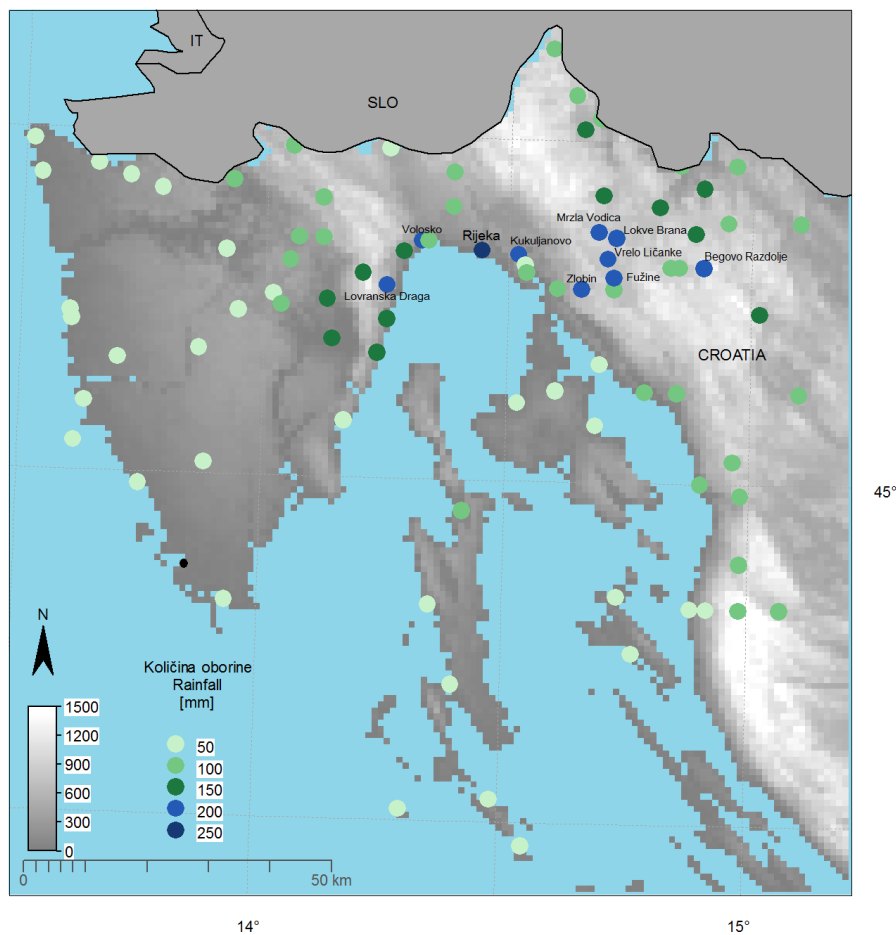 IT
SLO
Mrzla Vodica
Volosko
Rijeka
Lokve Brana
Kukuljanovo
Vrelo Ličanke
Begovo Razdolje
Zlobin
Fužine
Lovranska Draga
CROATIA
45°
N
Količina oborine
Rainfall
[mm]
1500
1200
900
600
300
0
50
100
150
200
250
0
50 km
14°
15°